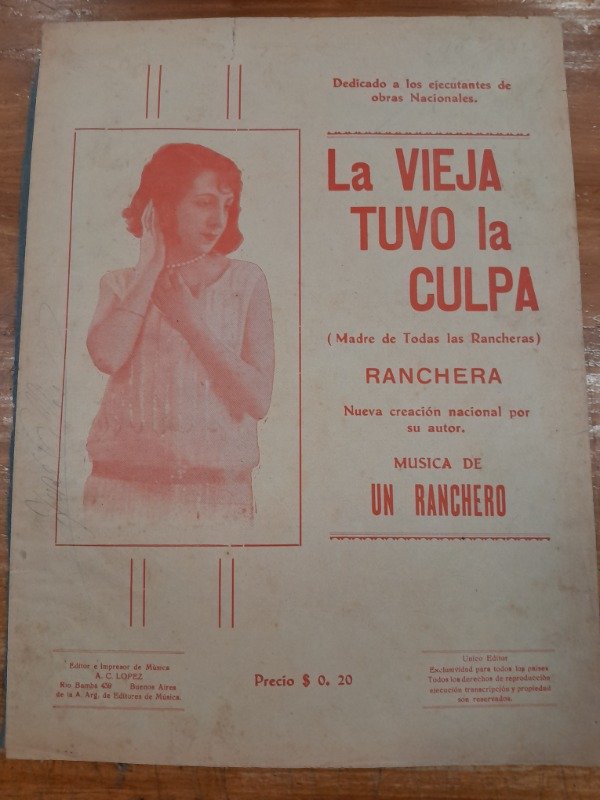 Dedicado a los ejecutantes de
obras Nacionales.
La VIEJA
TUVO la
CULPA
(Madre de Todas las Rancheras)
RANCHERA
Nueva creación nacional por
su autor.
MUSICA DE
UN RANCHERO
Editor e Impresor de Música
A. C. LOPEZ
Rio Bamba 439 Buenos Aires
de la A. Arg. de Editores de Música.
Precio $ 0. 20
Unico Editor
Exclusividad para todos los paises
Todos los derechos de reproducción
ejecución transcripción y propiedad
són reservados.